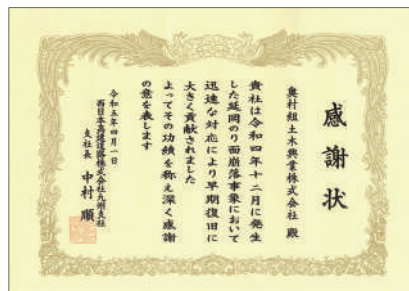 感謝状
奥村組土木興業株式会社 殿
貴社は令和四年十二月に発生
した延岡のり面崩落事象において
迅速な対応により早期復旧に
大きく貢献されました
よってその功績を称え深く感謝
の意を表します
令和五年四月一日
西日本高速道路株式会社九州支社
支社長 中村 順